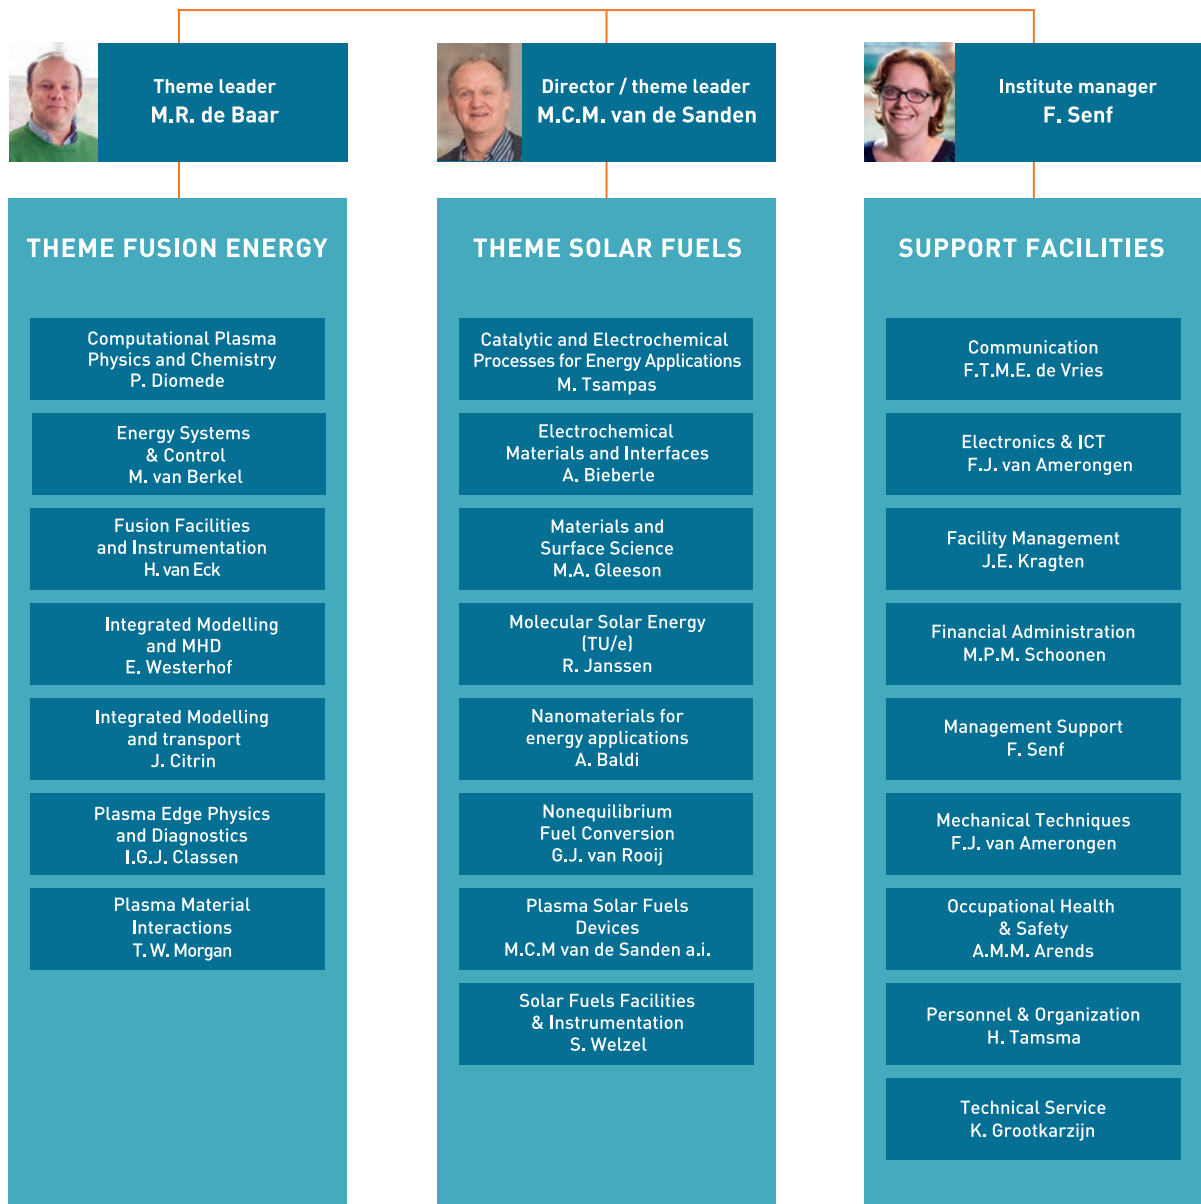 Theme leader
M.R. de Baar
Director / theme leader
M.C.M. van de Sanden
Institute manager
F. Senf
THEME FUSION ENERGY
Computational Plasma
Physics and Chemistry
P. Diomede
Energy Systems
& Control
M. van Berkel
Fusion Facilities
and Instrumentation
H. van Eck
Integrated Modelling
and MHD
E. Westerhof
Integrated Modelling
and transport
J. Citrin
Plasma Edge Physics
and Diagnostics
I.G.J. Classen
Plasma Material
Interactions
T. W. Morgan
THEME SOLAR FUELS
Catalytic and Electrochemical
Processes for Energy Applications
M. Tsampas
Electrochemical
Materials and Interfaces
A. Bieberle
Materials and
Surface Science
M.A. Gleeson
Molecular Solar Energy
(TU/e)
R. Janssen
Nanomaterials for
energy applications
A. Baldi
Nonequilibrium
Fuel Conversion
G.J. van Rooij
Plasma Solar Fuels
Devices
M.C.M van de Sanden a.i.
Solar Fuels Facilities
& Instrumentation
S. Welzel
SUPPORT FACILITIES
Communication
F.T.M.E. de Vries
Electronics & ICT
F.J. van Amerongen
Facility Management
J.E. Kragten
Financial Administration
M.P.M. Schoonen
Management Support
F. Senf
Mechanical Techniques
F.J. van Amerongen
Occupational Health
& Safety
A.M.M. Arends
Personnel & Organization
H. Tamsma
Technical Service
K. Grootkarzijn